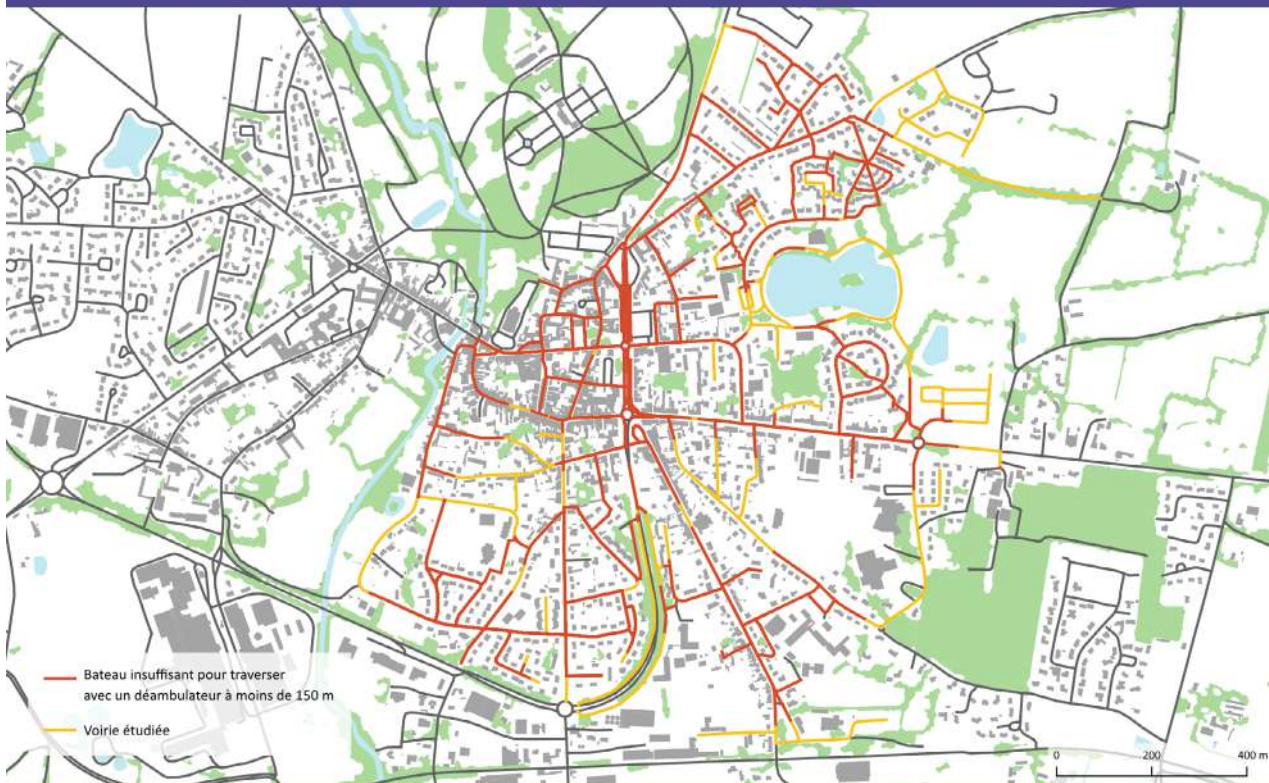 Bateau insuffisant pour traverser
avec un déambulateur à moins de 150 m
Voirie étudiée
0 200 400 m